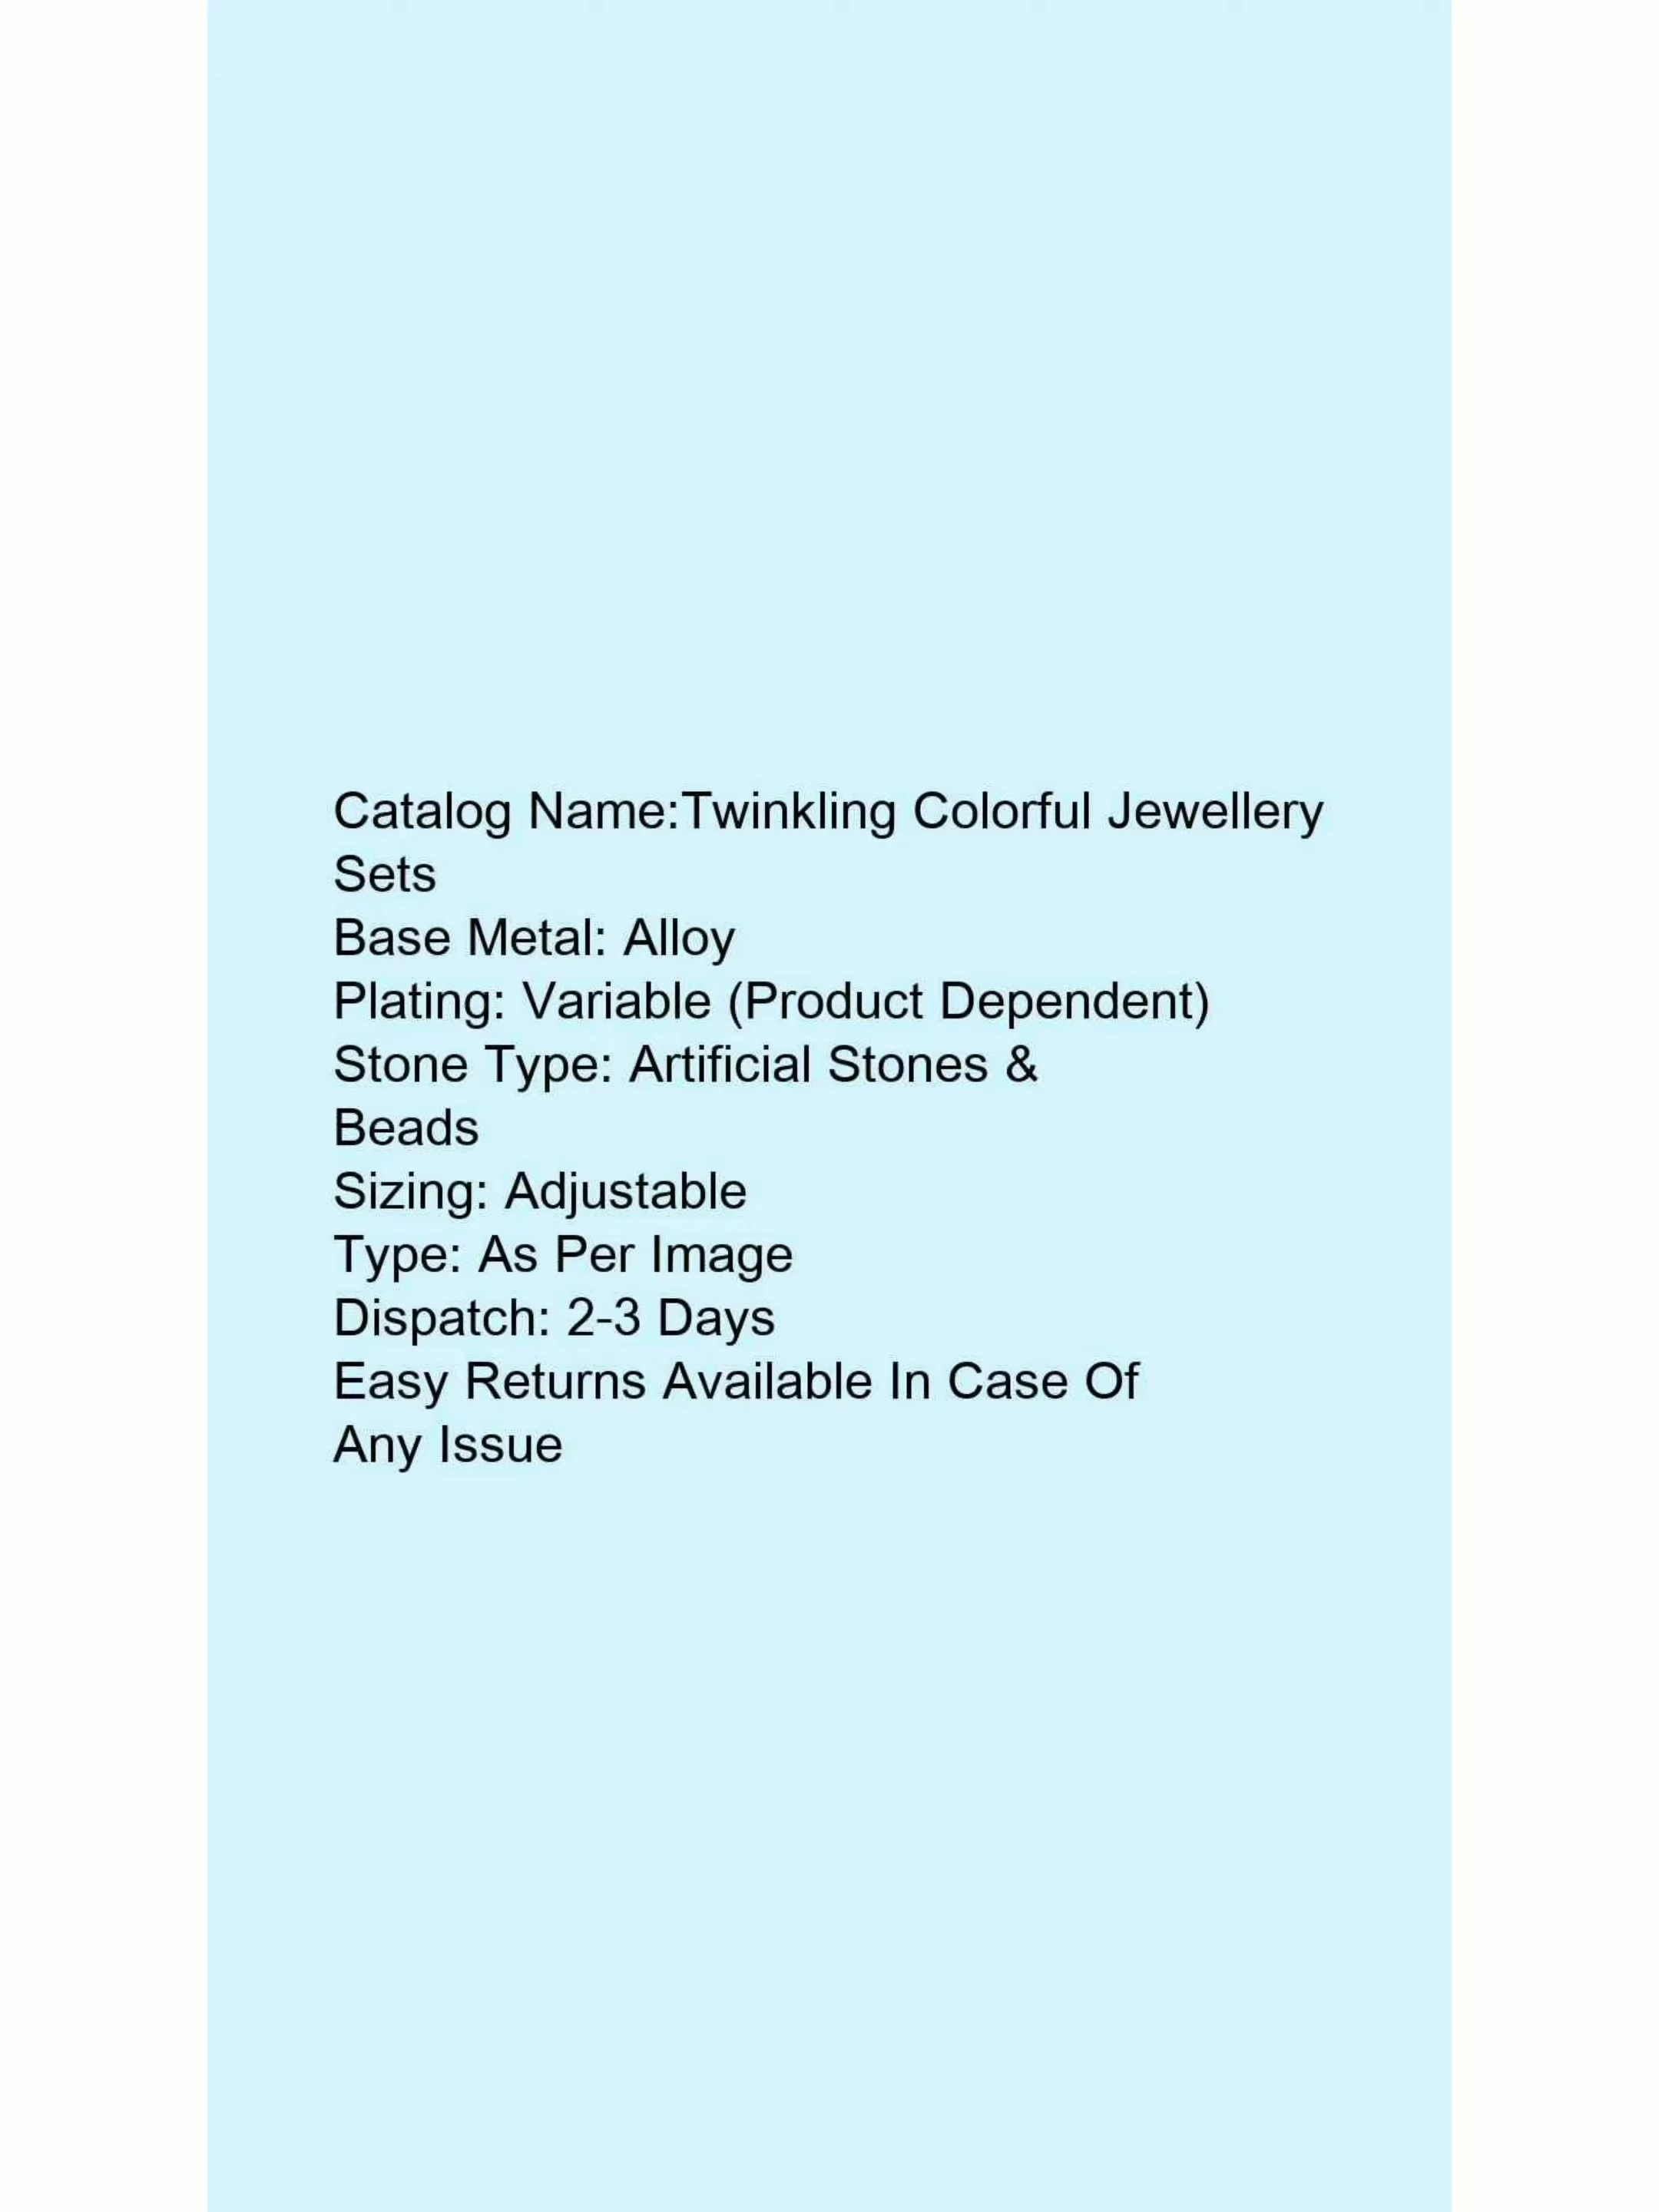 Catalog Name:Twinkling Colorful Jewellery
Sets
Base Metal: Alloy
Plating: Variable (Product Dependent)
Stone Type: Artificial Stones &
Beads
Sizing: Adjustable
Type: As Per Image
Dispatch: 2-3 Days
Easy Returns Available In Case Of
Any Issue